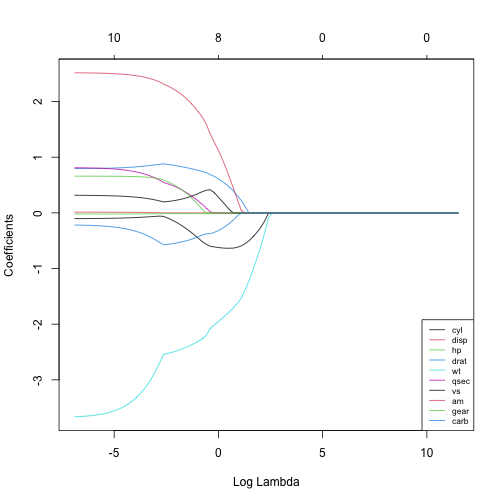 10 8 0 0
2
1
0
-1
-2
-3
Coefficients
cyl
disp
hp
drat
wt
qsec
vs
am
gear
carb
-5 0 5 10
Log Lambda